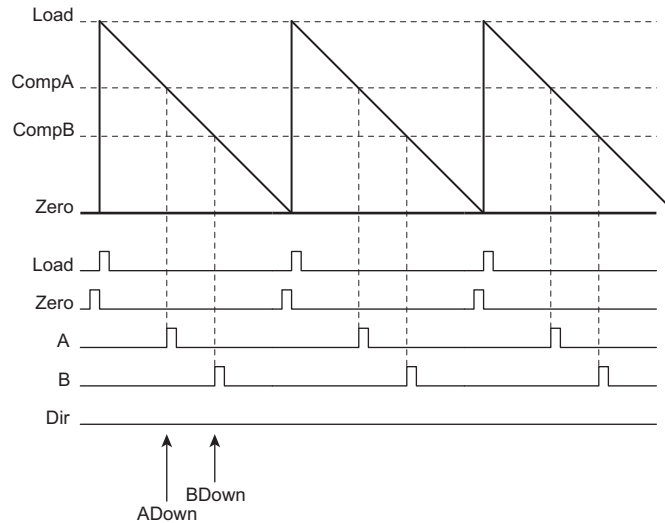 Load
CompA
CompB
Zero
Load
Zero
A
B
Dir
BDown
ADown